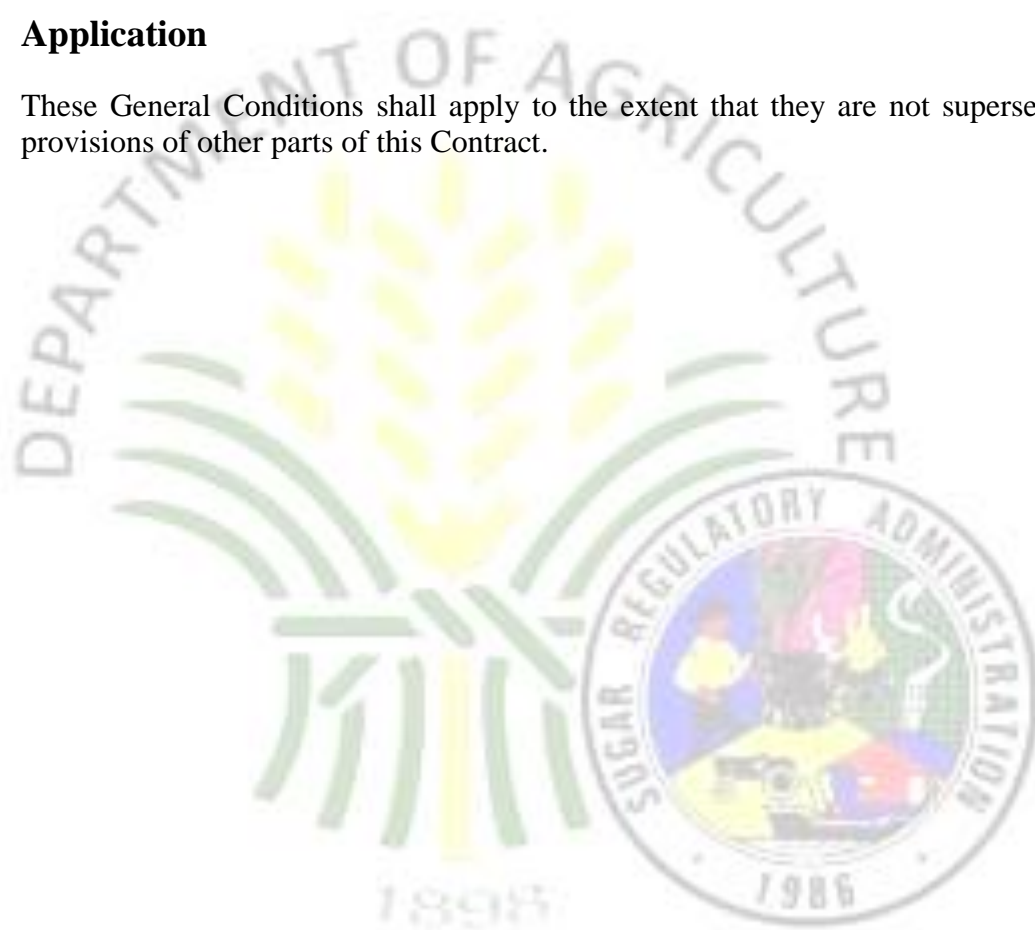 Application
These General Conditions shall apply to the extent that they are not superse
provisions of other parts of this Contract.
DEPARTMENT OF AGRICULTURE
SUGAR REGULATORY ADMINISTRATION
1986
1898